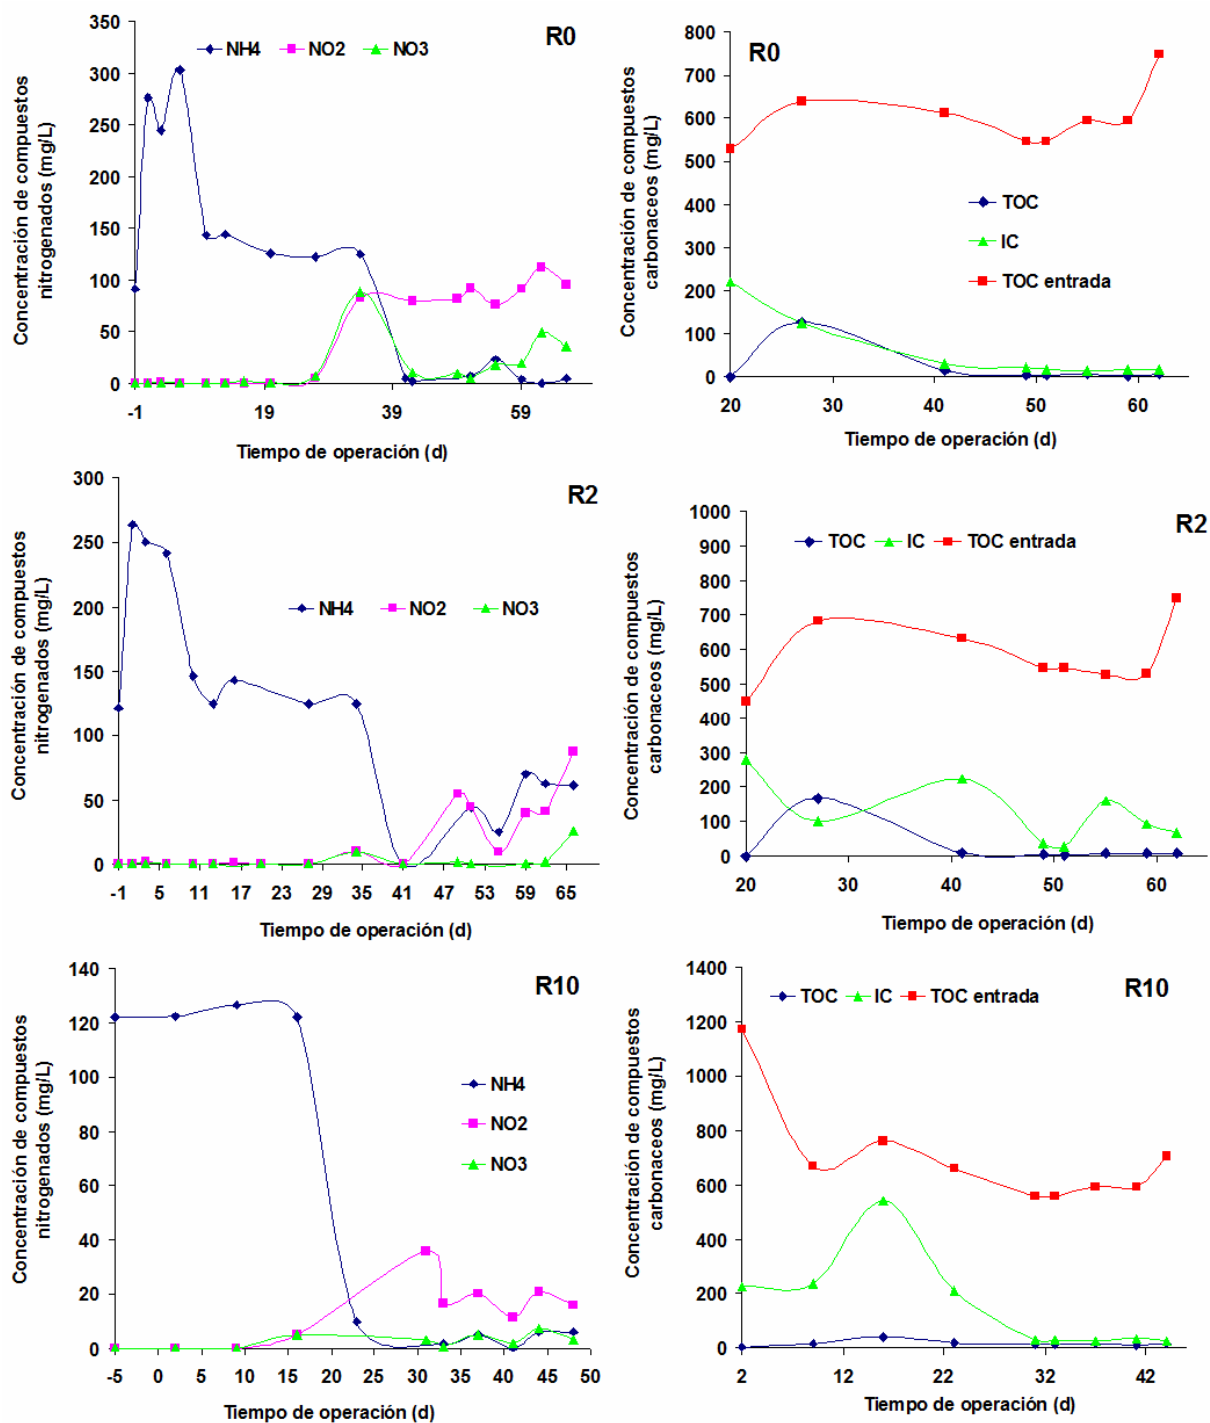 R0
NH4 NO2 NO3
Concentración de compuestos
nitrogenados (mg/L)
350
300
250
200
150
100
50
0
-1 19 39 59
Tiempo de operación (d)
R0
Concentración de compuestos
carbonaceos (mg/L)
800
700
600
500
400
300
200
100
0
TOC
IC
TOC entrada
20 30 40 50 60
Tiempo de operación (d)
R2
Concentración de compuestos
nitrogenados (mg/L)
300
250
200
150
100
50
0
NH4 NO2 NO3
-1 5 11 17 23 29 35 41 47 53 59 65
Tiempo de operación (d)
R2
Concentración de compuestos
carbonaceos (mg/L)
1000
900
800
700
600
500
400
300
200
100
0
TOC IC TOC entrada
20 30 40 50 60
Tiempo de operación (d)
R10
Concentración de compuestos
nitrogenados (mg/L)
140
120
100
80
60
40
20
0
NH4
NO2
NO3
-5 0 5 10 15 20 25 30 35 40 45 50
Tiempo de operación (d)
R10
Concentración de compuestos
carbonaceos (mg/L)
1400
1200
1000
800
600
400
200
0
TOC IC TOC entrada
2 12 22 32 42
Tiempo de operación (d)